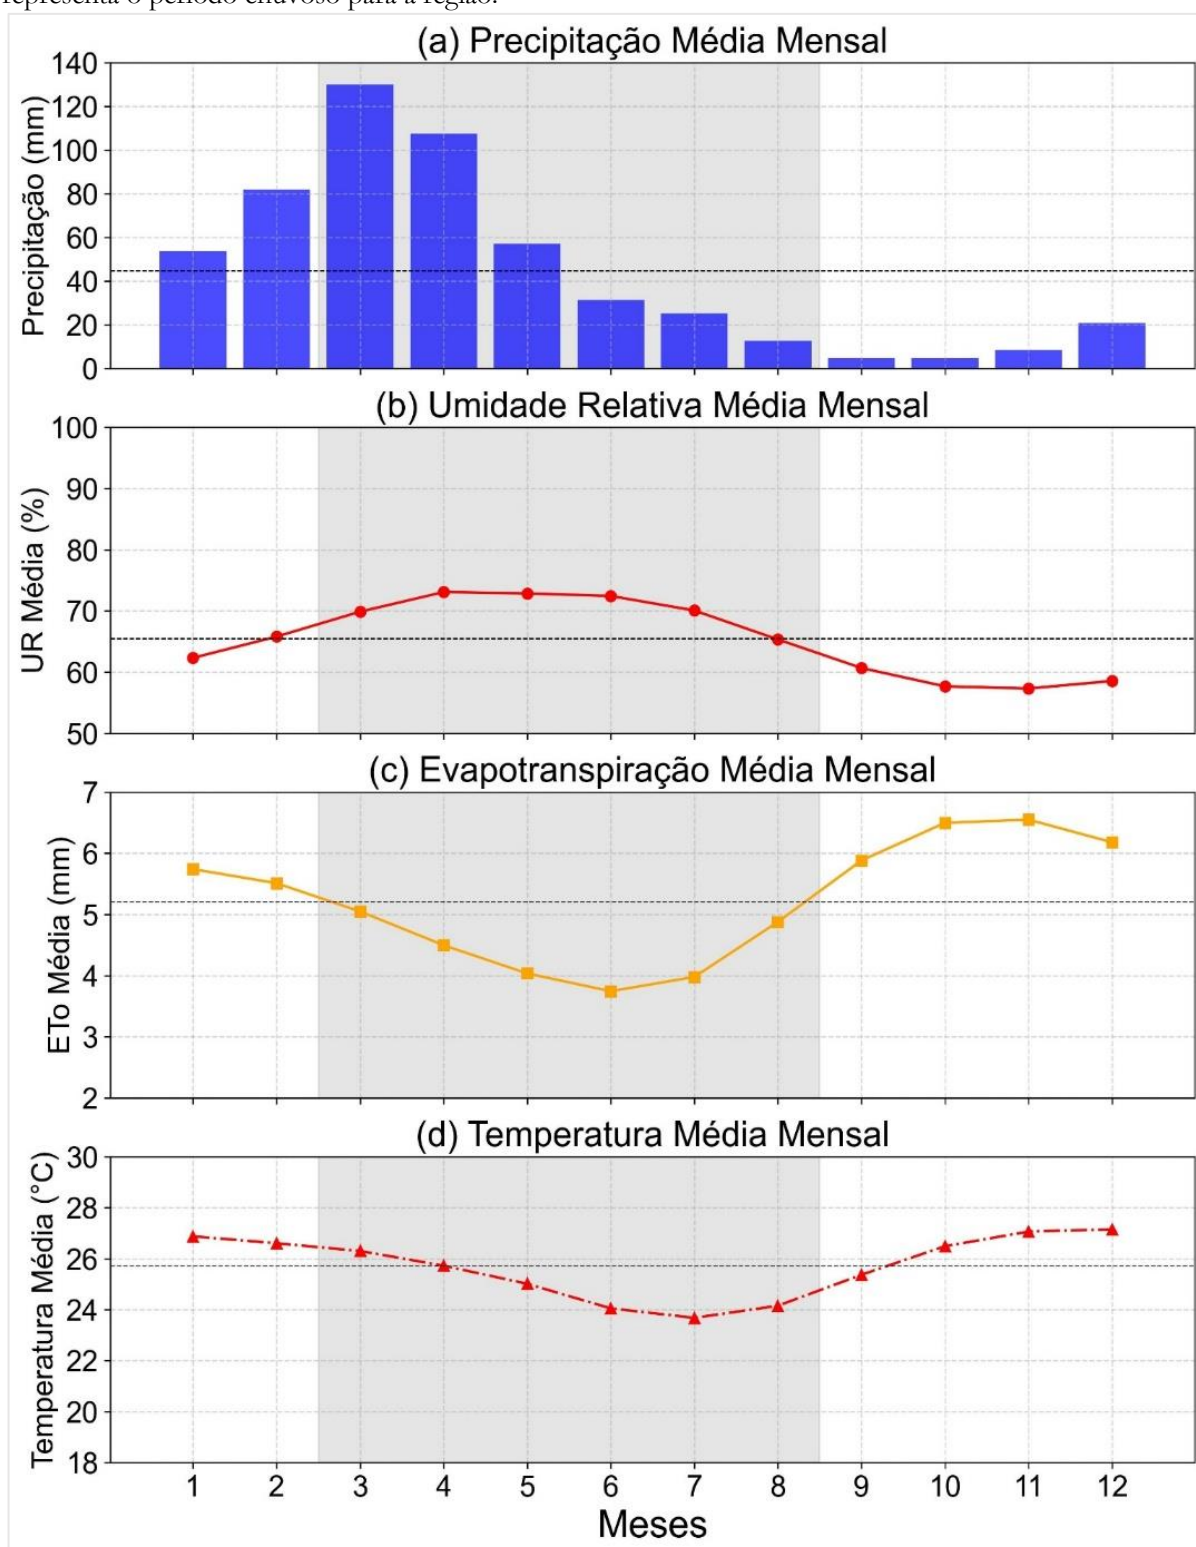 representa o período chuvoso para a região.
(a) Precipitação Média Mensal
Precipitação (mm)
140
120
100
80
60
40
20
0
(b) Umidade Relativa Média Mensal
UR Média (%)
100
90
80
70
60
50
(c) Evapotranspiração Média Mensal
ETo Média (mm)
7
6
5
4
3
2
(d) Temperatura Média Mensal
Temperatura Média (°C)
30
28
26
24
22
20
18
1 2 3 4 5 6 7 8 9 10 11 12
Meses